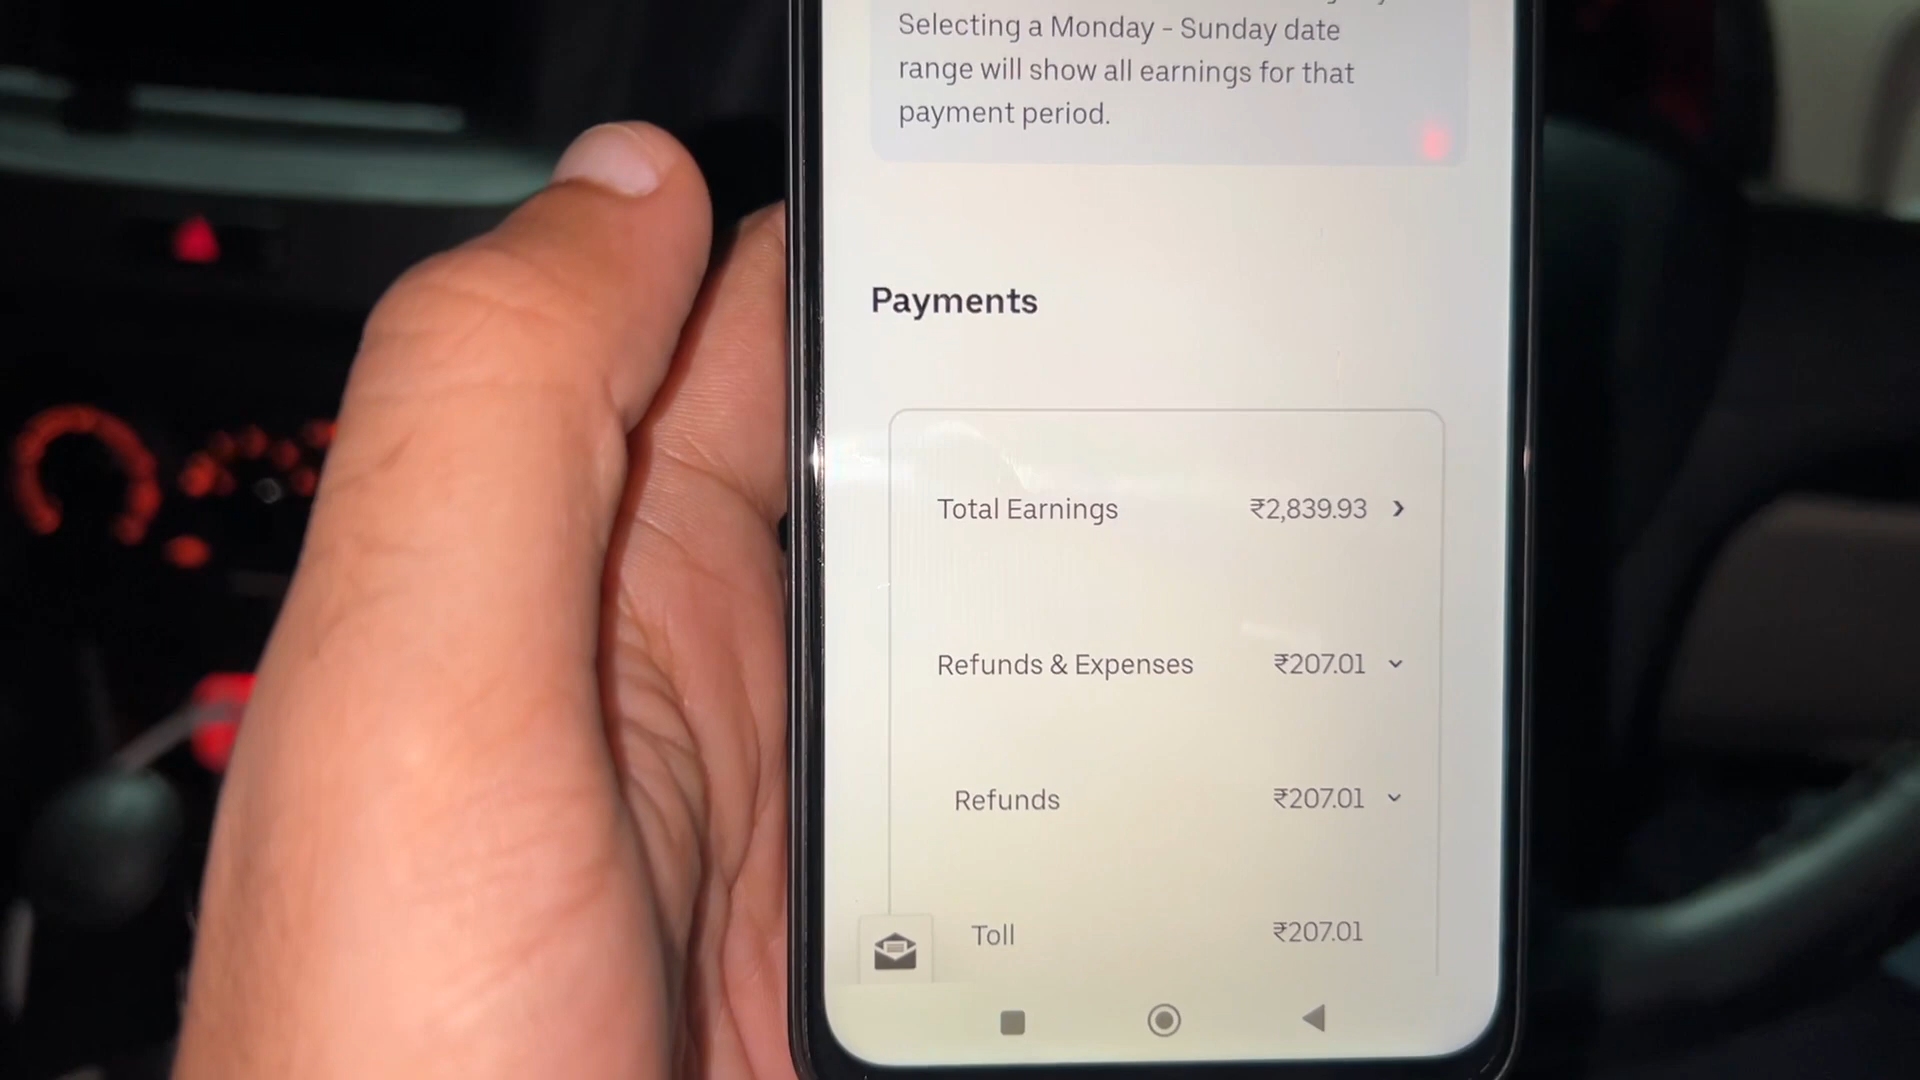 Selecting a Monday - Sunday date
range will show all earnings for that
payment period.
Payments
Total Earnings ₹2,839.93
Refunds & Expenses ₹207.01
Refunds ₹207.01
Toll ₹207.01